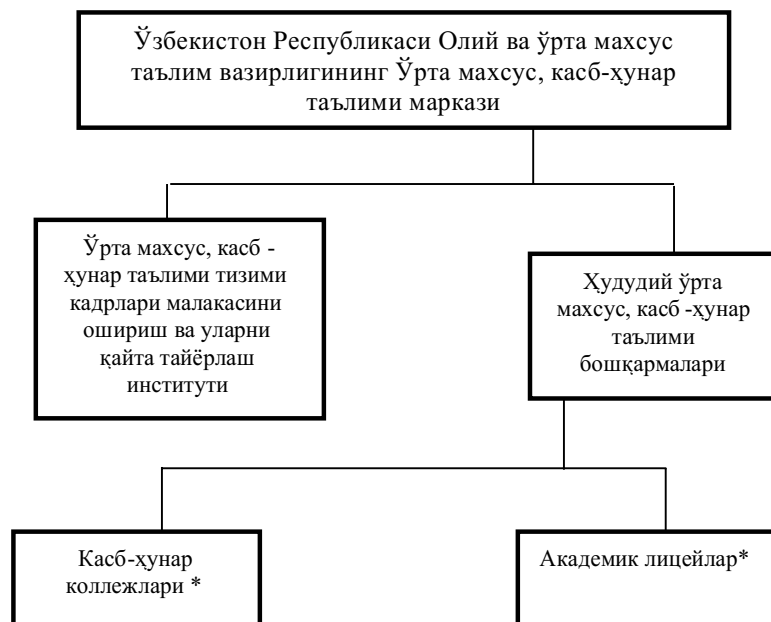 Ўзбекистон Республикаси Олий ва ўрта махсус
таълим вазирлигининг Ўрта махсус, касб-ҳунар
таълими маркази
Ўрта махсус, касб -
ҳунар таълими тизими
кадрлари малакасини
ошириш ва уларни
қайта тайёрлаш
институти
Ҳудудий ўрта
махсус, касб -ҳунар
таълими
бошқармалари
Касб-ҳунар
коллежлари *
Академик лицейлар*